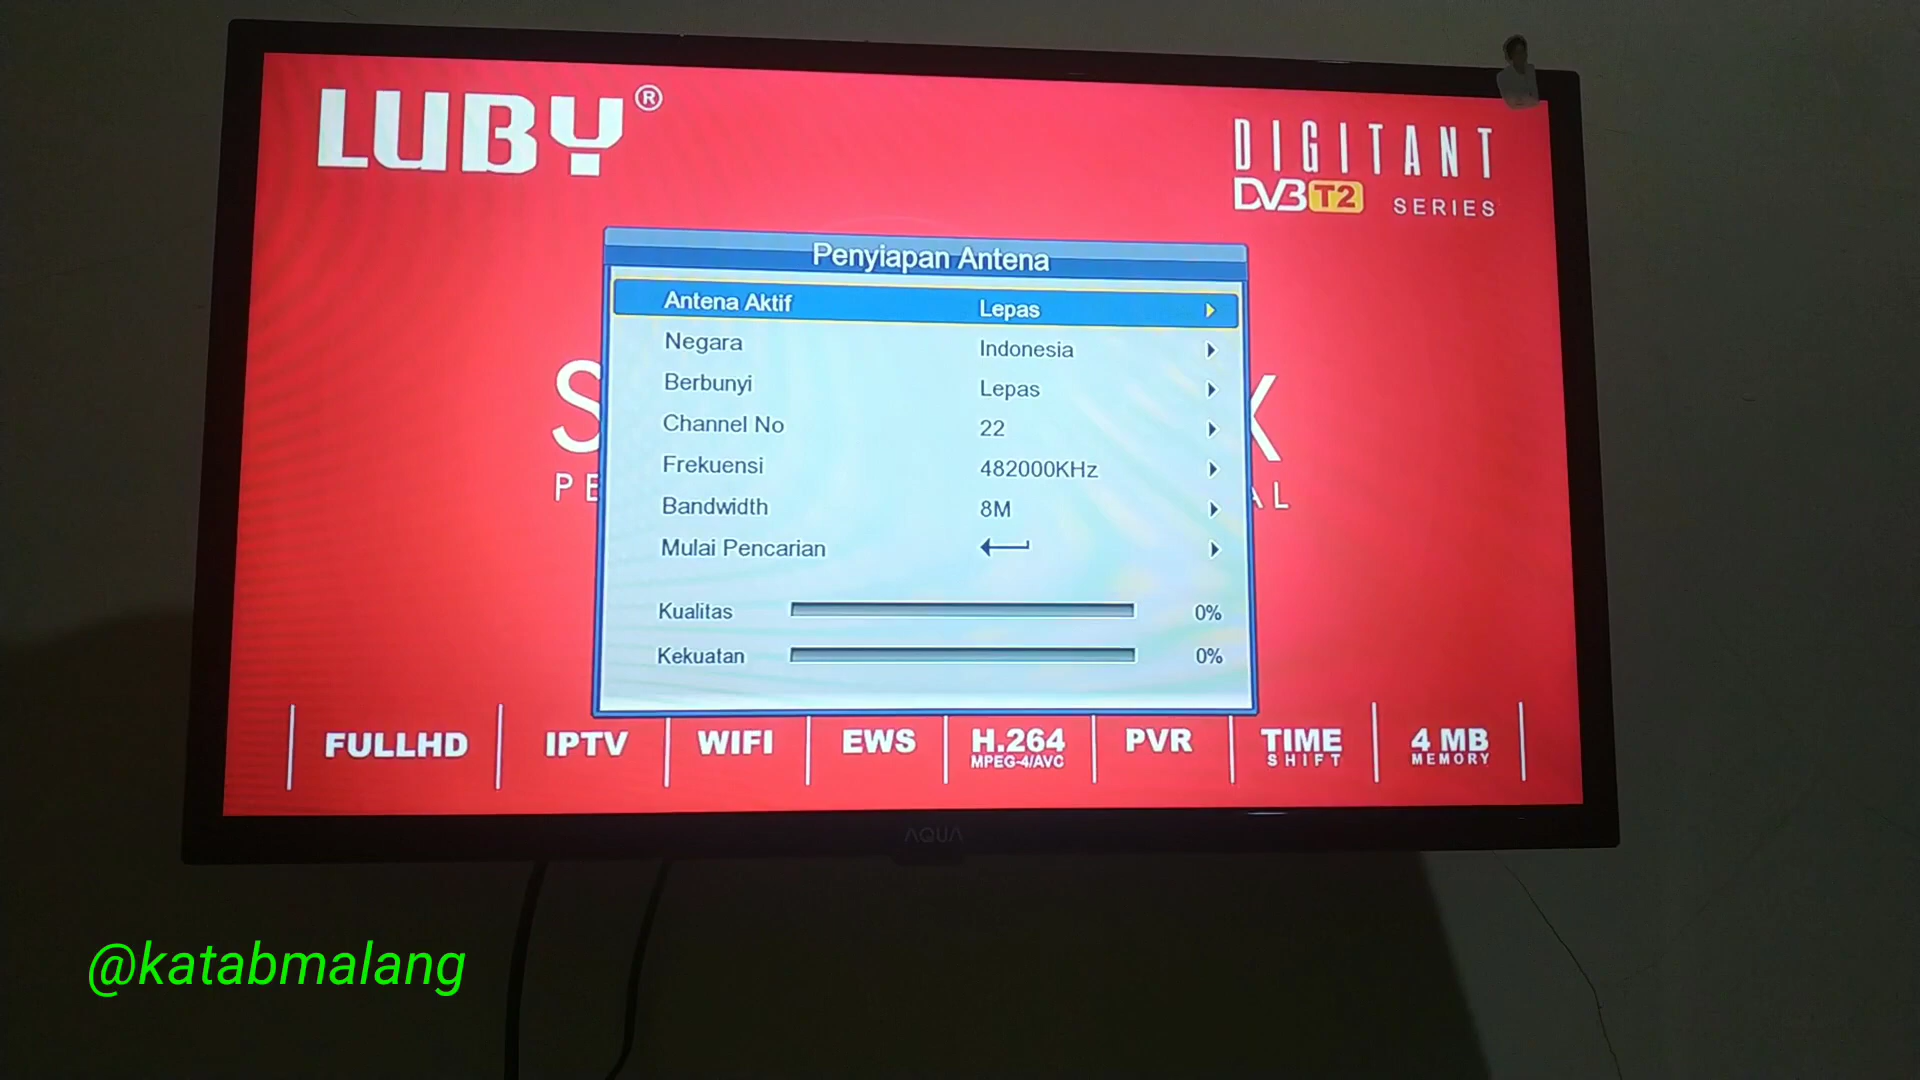 LUBY®
DIGITANT
DVB T2 SERIES
Penyiapan Antena
Antena Aktif Lepas
Negara Indonesia
Berbunyi Lepas
Channel No 22
Frekuensi 482000KHz
Bandwidth 8M
Mulai Pencarian
Kualitas 0%
Kekuatan 0%
FULLHD
IPTV
WIFI
EWS
H.264
MPEG-4/AVC
PVR
TIME
SHIFT
4 MB
MEMORY
AQUA
@katabmalang